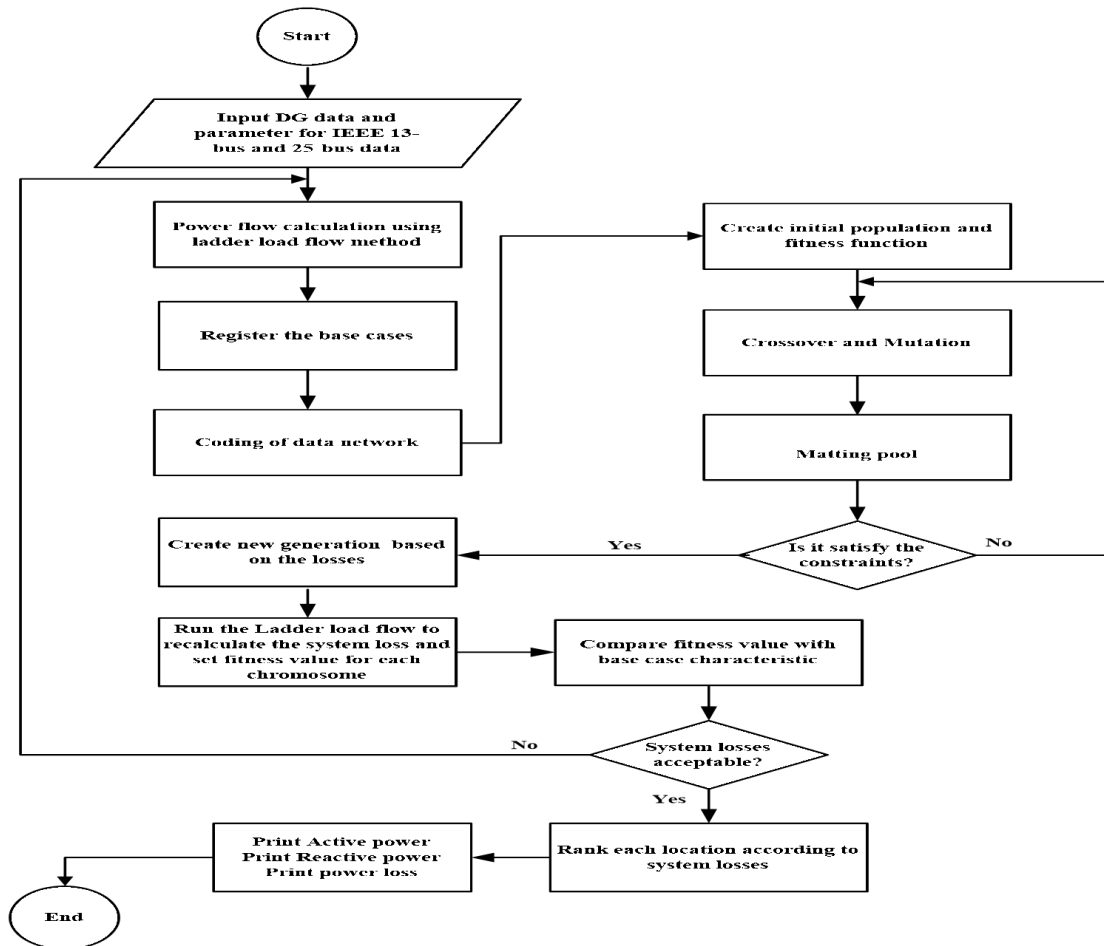 Start
Input DG data and
parameter for IEEE 13-
bus and 25 bus data
Power flow calculation using
ladder load flow method
Register the base cases
Coding of data network
Create initial population and
fitness function
Crossover and Mutation
Matting pool
Is it satisfy the
constraints?
No
Yes
Create new generation based
on the losses
Run the Ladder load flow to
recalculate the system loss and
set fitness value for each
chromosome
Compare fitness value with
base case characteristic
System losses
acceptable?
No
Yes
Rank each location according to
system losses
Print Active power
Print Reactive power
Print power loss
End